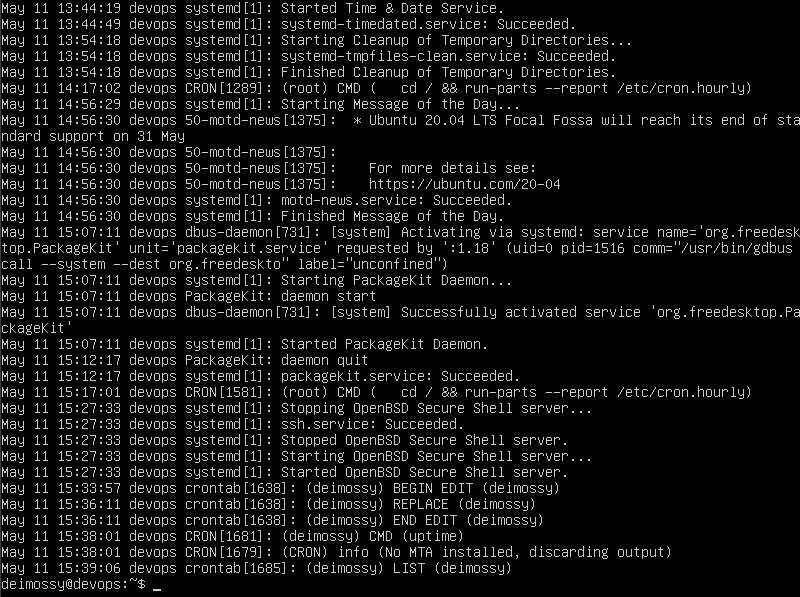 May 11 13:44:19 devops systemd[1]: Started Time & Date Service.
May 11 13:44:49 devops systemd[1]: systemd-timedated.service: Succeeded.
May 11 13:54:18 devops systemd[1]: Starting Cleanup of Temporary Directories...
May 11 13:54:18 devops systemd[1]: systemd-tmpfiles-clean.service: Succeeded.
May 11 13:54:18 devops systemd[1]: Finished Cleanup of Temporary Directories.
May 11 14:17:02 devops CRON[1289]: (root) CMD (   cd / && run-parts --report /etc/cron.hourly)
May 11 14:56:29 devops systemd[1]: Starting Message of the Day...
May 11 14:56:30 devops 50-motd-news[1375]:  * Ubuntu 20.04 LTS Focal Fossa will reach its end of sta
ndard support on 31 May
May 11 14:56:30 devops 50-motd-news[1375]:
May 11 14:56:30 devops 50-motd-news[1375]:    For more details see:
May 11 14:56:30 devops 50-motd-news[1375]:    https://ubuntu.com/20-04
May 11 14:56:30 devops systemd[1]: motd-news.service: Succeeded.
May 11 14:56:30 devops systemd[1]: Finished Message of the Day.
May 11 15:07:11 devops dbus-daemon[731]: [system] Activating via systemd: service name='org.freedesk
top.PackageKit' unit='packagekit.service' requested by ':1.18' (uid=0 pid=1516 comm="/usr/bin/gdbus
call --system --dest org.freedeskto" label="unconfined")
May 11 15:07:11 devops systemd[1]: Starting PackageKit Daemon...
May 11 15:07:11 devops PackageKit: daemon start
May 11 15:07:11 devops dbus-daemon[731]: [system] Successfully activated service 'org.freedesktop.Pa
ckageKit'
May 11 15:07:11 devops systemd[1]: Started PackageKit Daemon.
May 11 15:12:17 devops PackageKit: daemon quit
May 11 15:12:17 devops systemd[1]: packagekit.service: Succeeded.
May 11 15:17:01 devops CRON[1581]: (root) CMD (   cd / && run-parts --report /etc/cron.hourly)
May 11 15:27:33 devops systemd[1]: Stopping OpenBSD Secure Shell server...
May 11 15:27:33 devops systemd[1]: ssh.service: Succeeded.
May 11 15:27:33 devops systemd[1]: Stopped OpenBSD Secure Shell server.
May 11 15:27:33 devops systemd[1]: Starting OpenBSD Secure Shell server...
May 11 15:27:33 devops systemd[1]: Started OpenBSD Secure Shell server.
May 11 15:33:57 devops crontab[1638]: (deimossy) BEGIN EDIT (deimossy)
May 11 15:36:11 devops crontab[1638]: (deimossy) REPLACE (deimossy)
May 11 15:36:11 devops crontab[1638]: (deimossy) END EDIT (deimossy)
May 11 15:38:01 devops CRON[1681]: (deimossy) CMD (uptime)
May 11 15:38:01 devops CRON[1679]: (CRON) info (No MTA installed, discarding output)
May 11 15:39:06 devops crontab[1685]: (deimossy) LIST (deimossy)
deimossy@devops:~$ _